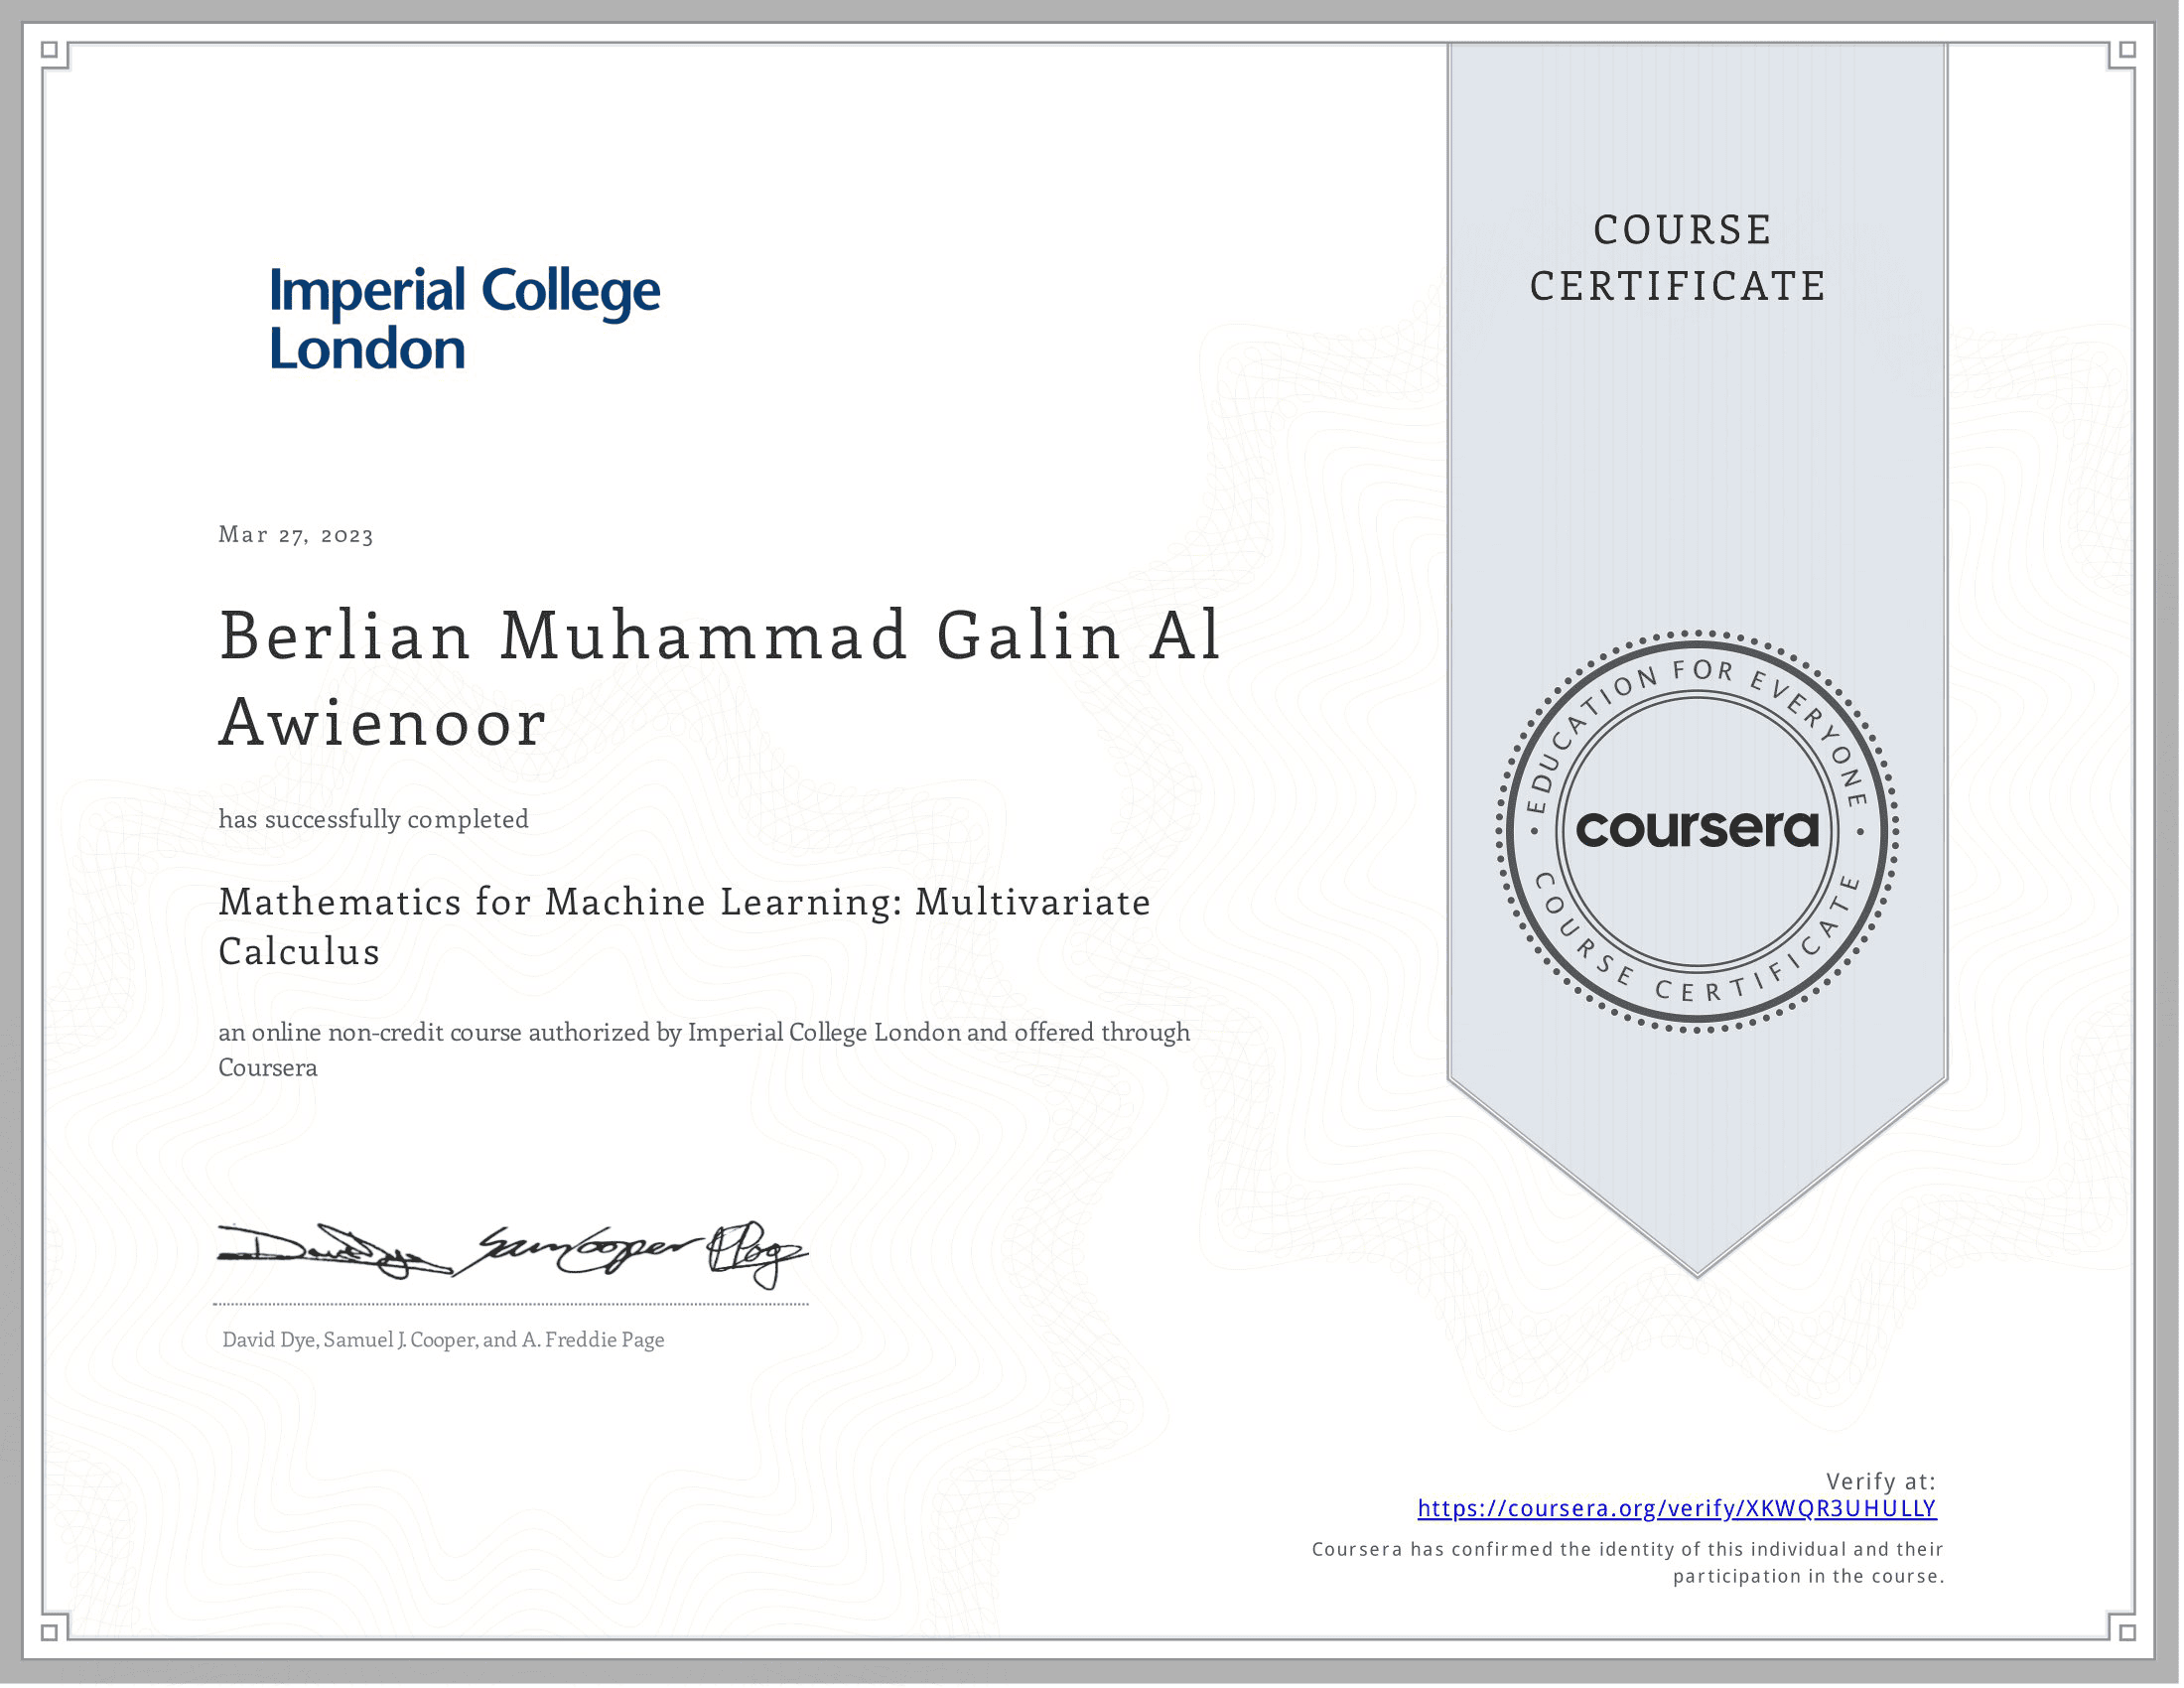 Imperial College
London
COURSE
CERTIFICATE
Mar 27, 2023
Berlian Muhammad Galin Al
Awienoor
has successfully completed
Mathematics for Machine Learning: Multivariate
Calculus
an online non-credit course authorized by Imperial College London and offered through
Coursera
EDUCATION FOR EVERYONE
coursera
COURSE CERTIFICATE
David Dye, Samuel J. Cooper, and A. Freddie Page
Verify at:
https://coursera.org/verify/XKWQR3UHULLY
Coursera has confirmed the identity of this individual and their
participation in the course.